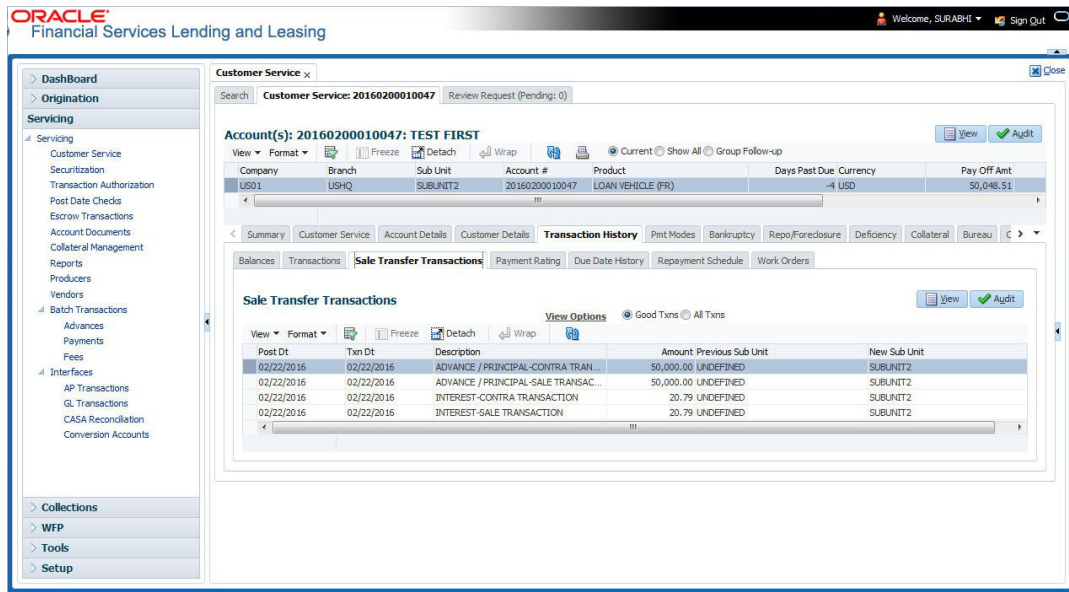 ORACLE
Financial Services Lending and Leasing
Welcome, SURABHI
Sign Out
Close
DashBoard
Origination
Servicing
Servicing
Customer Service
Securitization
Transaction Authorization
Post Date Checks
Escrow Transactions
Account Documents
Collateral Management
Reports
Producers
Vendors
Batch Transactions
Advances
Payments
Fees
Interfaces
AP Transactions
GL Transactions
CASA Reconciliation
Conversion Accounts
Collections
WFP
Tools
Setup
Customer Service
Search Customer Service: 20160200010047 Review Request (Pending: 0)
Account(s): 20160200010047: TEST FIRST
View Audit
View Format Freeze Detach Wrap Current Show All Group Follow-up
Company Branch Sub Unit Account # Product Days Past Due Currency Pay Off Amt
US01 USHQ SUBUNIT2 20160200010047 LOAN VEHICLE (FR) -4 USD 50,048.51
Summary Customer Service Account Details Customer Details Transaction History Pmt Modes Bankruptcy Repo/Foreclosure Deficiency Collateral Bureau
Balances Transactions Sale Transfer Transactions Payment Rating Due Date History Repayment Schedule Work Orders
Sale Transfer Transactions
View Audit
View Options Good Txns All Txns
View Format Freeze Detach Wrap
Post Dt Txn Dt Description Amount Previous Sub Unit New Sub Unit
02/22/2016 02/22/2016 ADVANCE / PRINCIPAL-CONTRA TRAN... 50,000.00 UNDEFINED SUBUNIT2
02/22/2016 02/22/2016 ADVANCE / PRINCIPAL-SALE TRANSAC... 50,000.00 UNDEFINED SUBUNIT2
02/22/2016 02/22/2016 INTEREST-CONTRA TRANSACTION 20.79 UNDEFINED SUBUNIT2
02/22/2016 02/22/2016 INTEREST-SALE TRANSACTION 20.79 UNDEFINED SUBUNIT2